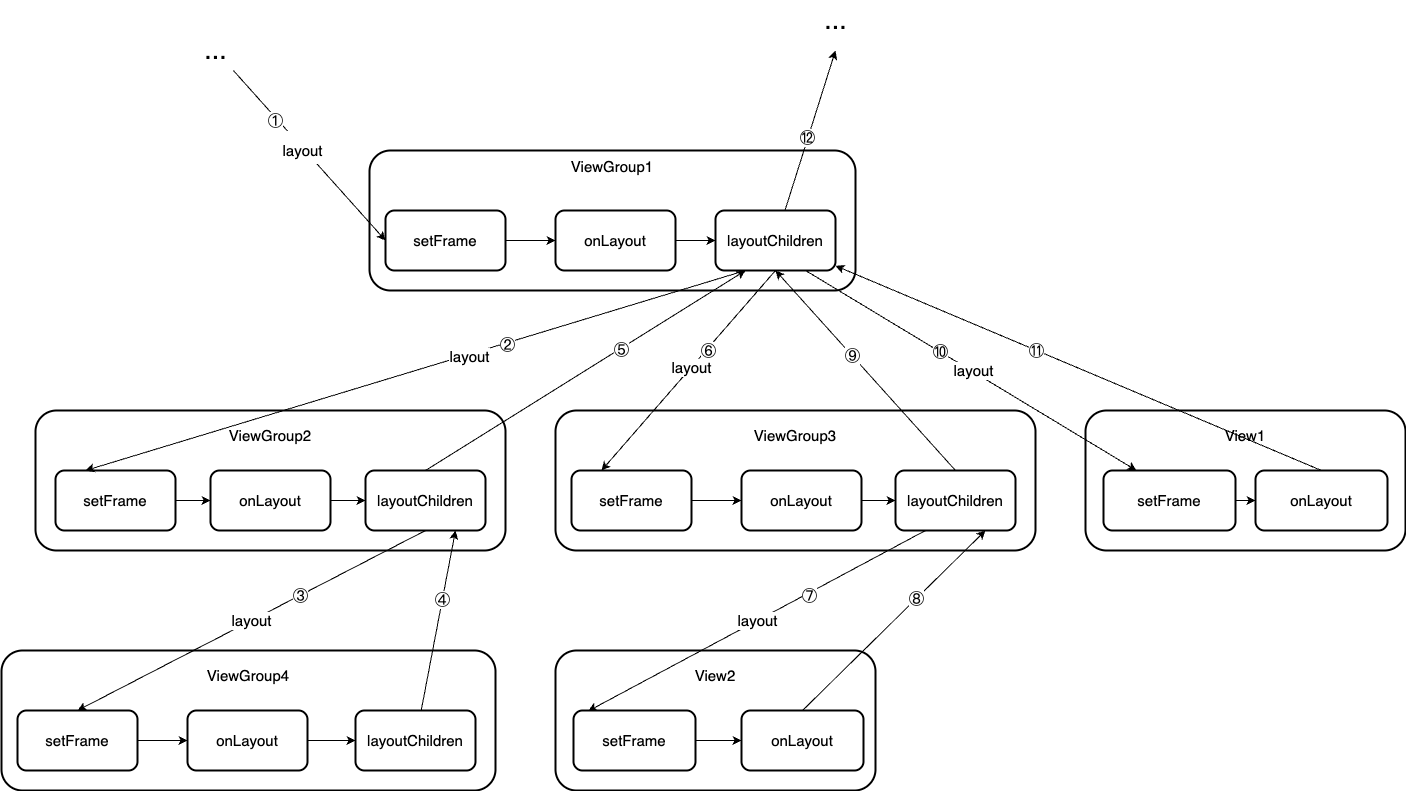 ...
...
①
layout
⑫
ViewGroup1
setFrame
onLayout
layoutChildren
②
layout
⑤
⑥
layout
⑨
⑩
layout
⑪
ViewGroup2
setFrame
onLayout
layoutChildren
ViewGroup3
setFrame
onLayout
layoutChildren
View1
setFrame
onLayout
③
layout
④
⑦
layout
⑧
ViewGroup4
setFrame
onLayout
layoutChildren
View2
setFrame
onLayout